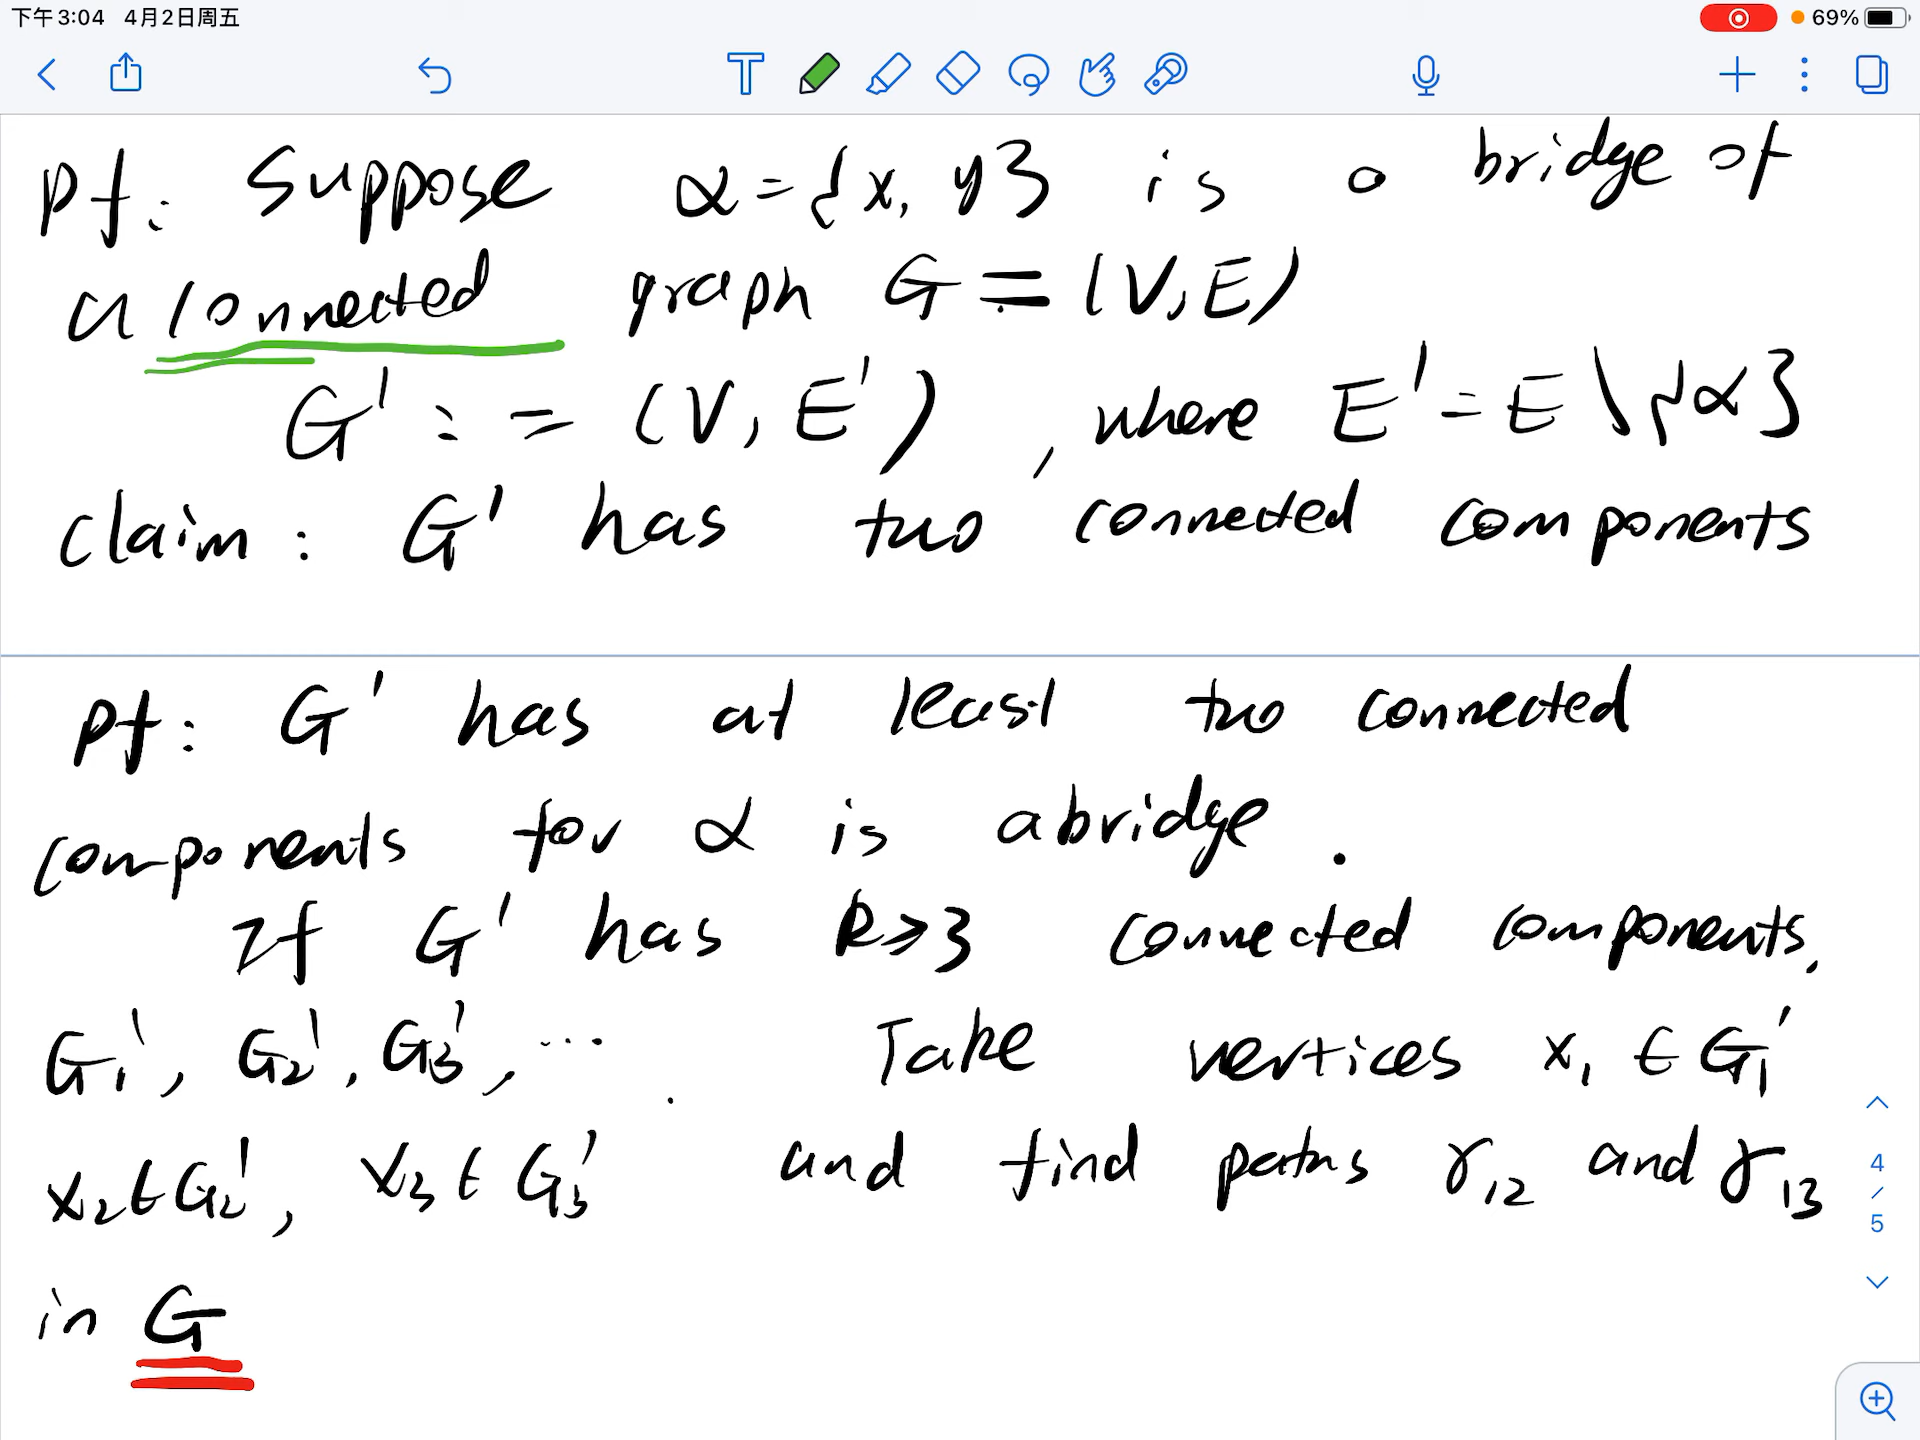 下午3:04 4月2日周五 69%
T
pf: Suppose α={x, y} is a bridge of
a connected graph G = (V, E)
G' := (V, E'), where E' = E \ {α}
claim: G' has two connected components
pf: G' has at least two connected
components for α is a bridge.
If G' has k≥3 connected components,
G₁', G₂', G₃', .... Take vertices x₁ ∈ G₁'
x₂∈G₂', x₃∈G₃' and find paths γ₁₂ and γ₁₃
in G
4
/
5